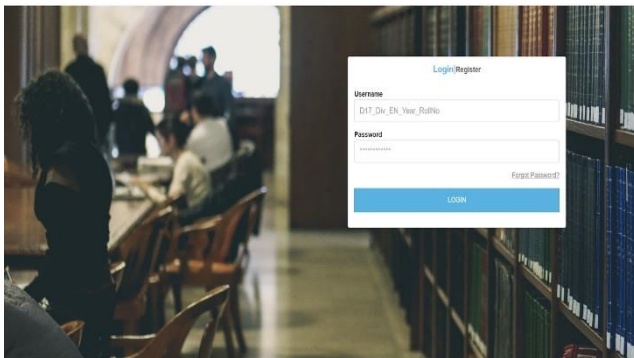 Login|Register
Username
D17_Div_EN_Year_RollNo
Password
************
Forgot Password?
LOGIN